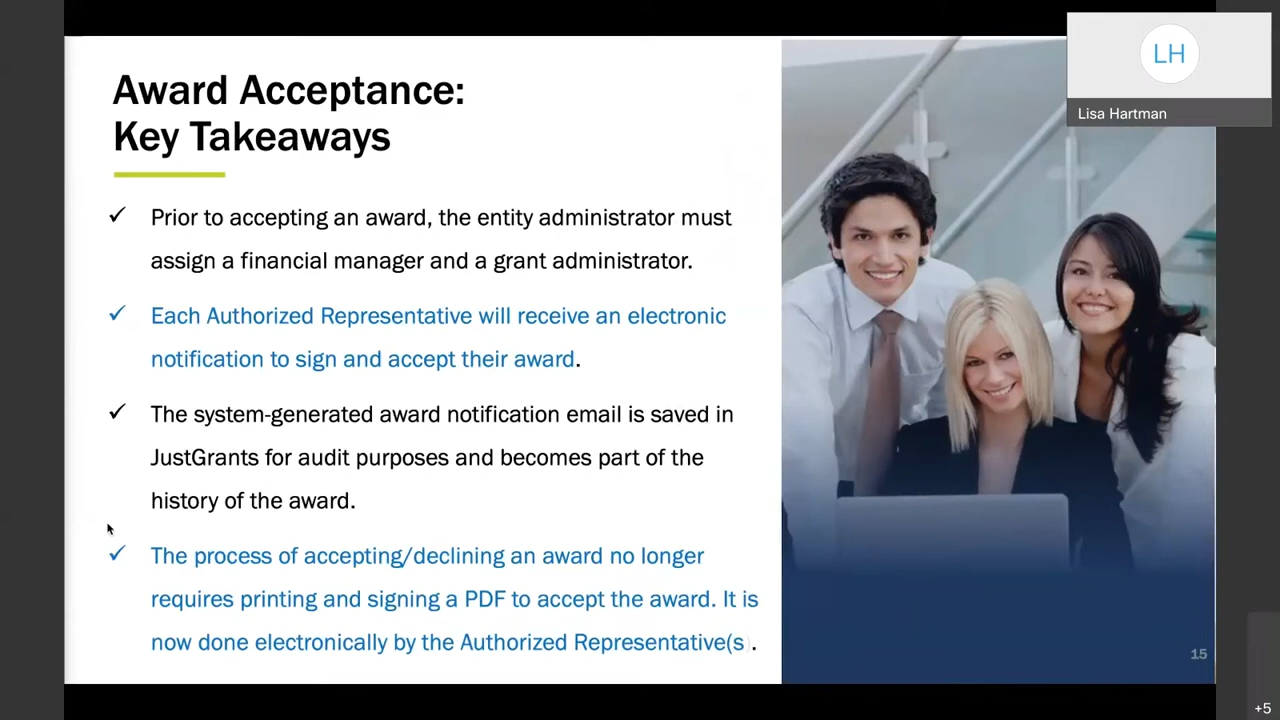 Award Acceptance:
Key Takeaways
✓ Prior to accepting an award, the entity administrator must
assign a financial manager and a grant administrator.
✓ Each Authorized Representative will receive an electronic
notification to sign and accept their award.
✓ The system-generated award notification email is saved in
JustGrants for audit purposes and becomes part of the
history of the award.
✓ The process of accepting/declining an award no longer
requires printing and signing a PDF to accept the award. It is
now done electronically by the Authorized Representative(s).
LH
Lisa Hartman
15
+5